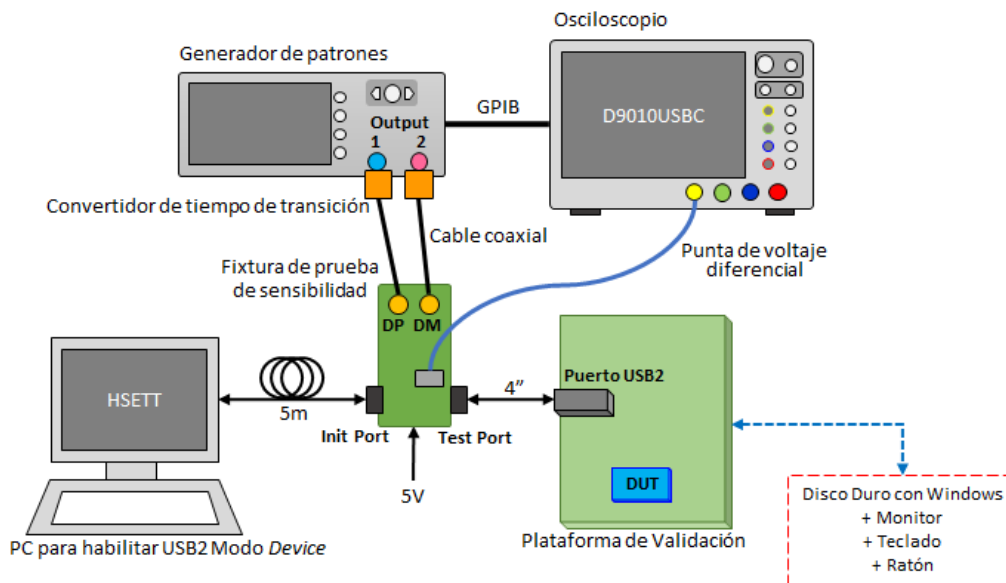 Osciloscopio
Generador de patrones
GPIB
D9010USBC
Output
1 2
Convertidor de tiempo de transición
Cable coaxial
Punta de voltaje
diferencial
Fixtura de prueba
de sensibilidad
DP DM
HSETT
5m
Init Port
Test Port
4”
Puerto USB2
5V
DUT
PC para habilitar USB2 Modo Device
Plataforma de Validación
Disco Duro con Windows
+ Monitor
+ Teclado
+ Ratón